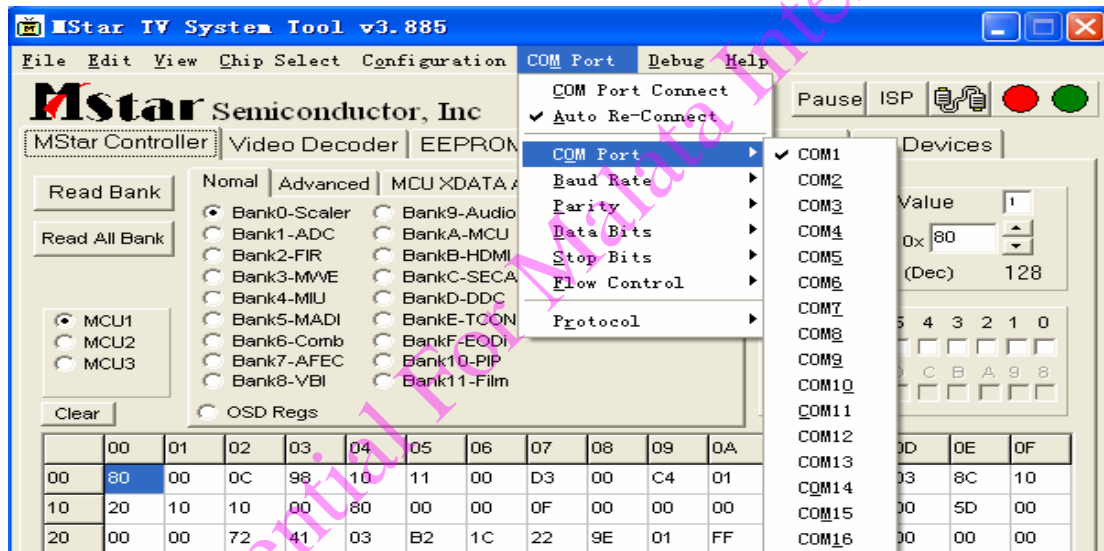 MStar TV System Tool v3.885
File Edit View Chip Select Configuration COM Port Debug Help
Mstar Semiconductor, Inc
Pause ISP
MStar Controller Video Decoder Devices
COM Port Connect
✓ Auto Re-Connect
COM Port
Baud Rate
Parity
Data Bits
Stop Bits
Flow Control
Protocol
✓ COM1
COM2
COM3
COM4
COM5
COM6
COM7
COM8
COM9
COM10
COM11
COM12
COM13
COM14
COM15
COM16
Read Bank
Read All Bank
MCU1
MCU2
MCU3
Clear
Nomal Advanced MCU XDATA
Bank0-Scaler Bank9-Audio
Bank1-ADC BankA-MCU
Bank2-FIR BankB-HDMI
Bank3-MWE BankC-SECA
Bank4-MIU BankD-DDC
Bank5-MADI BankE-TCON
Bank6-Comb BankF-EODi
Bank7-AFEC Bank10-PIP
Bank8-VBI Bank11-Film
OSD Regs
Value 1
0x 80
(Dec) 128
5 4 3 2 1 0
C B A 9 8
00 01 02 03 04 05 06 07 08 09 0A 0D 0E 0F
00 80 00 0C 98 10 11 00 D3 00 C4 01 03 8C 10
10 20 10 10 00 80 00 00 0F 00 00 00 00 5D 00
20 00 00 72 41 03 B2 1C 22 9E 01 FF 00 00 00
For Malata